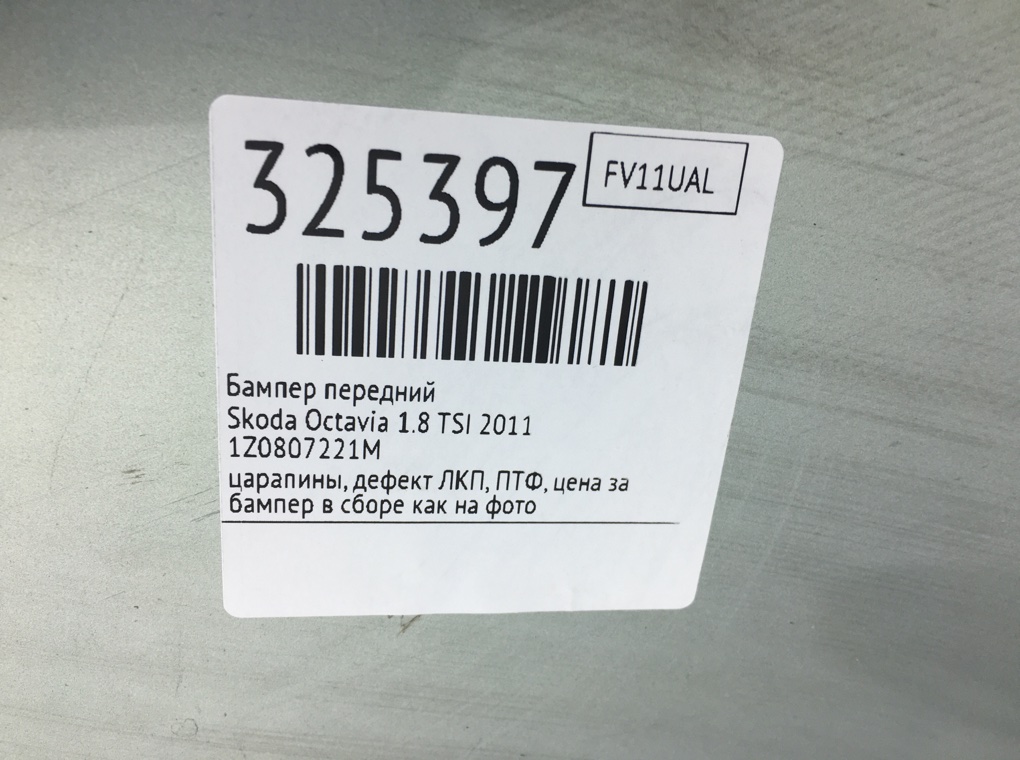 325397
FV11UAL
Бампер передний
Skoda Octavia 1.8 TSI 2011
1Z0807221M
царапины, дефект ЛКП, ПТФ, цена за
бампер в сборе как на фото